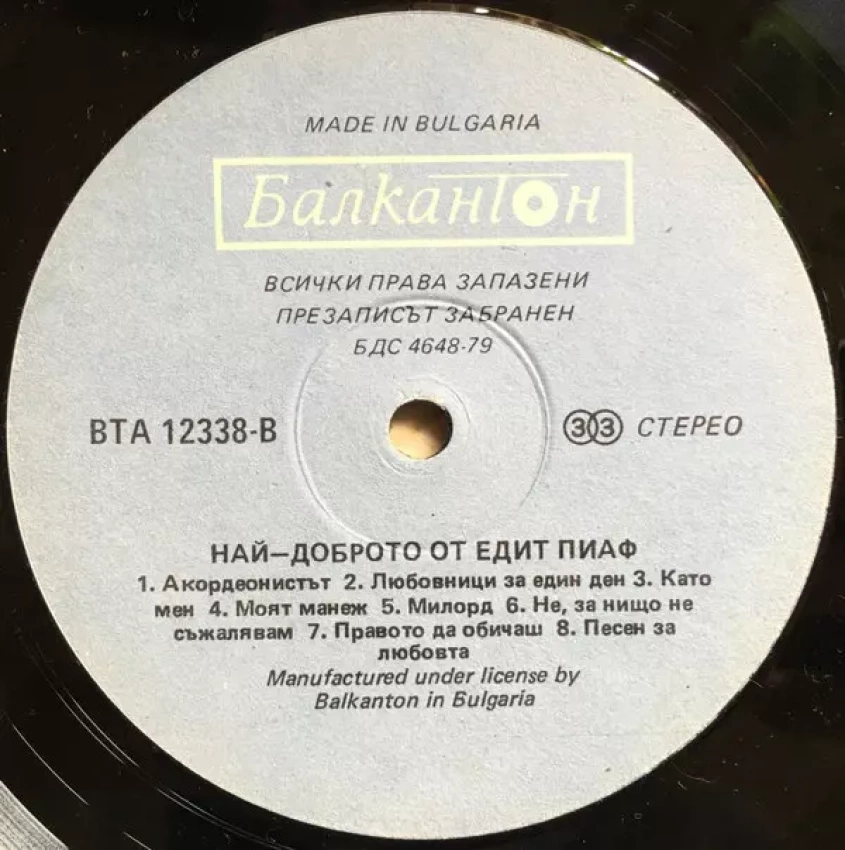 MADE IN BULGARIA
Балкантон
ВСИЧКИ ПРАВА ЗАПАЗЕНИ
ПРЕЗАПИСЪТ ЗАБРАНЕН
БДС 4648-79
ВТА 12338-В
33 СТЕРЕО
НАЙ—ДОБРОТО ОТ ЕДИТ ПИАФ
1. Акордеонистът 2. Любовници за един ден 3. Като
мен 4. Моят манеж 5. Милорд 6. Не, за нищо не
съжалявам 7. Правото да обичаш 8. Песен за
любовта
Manufactured under license by
Balkanton in Bulgaria